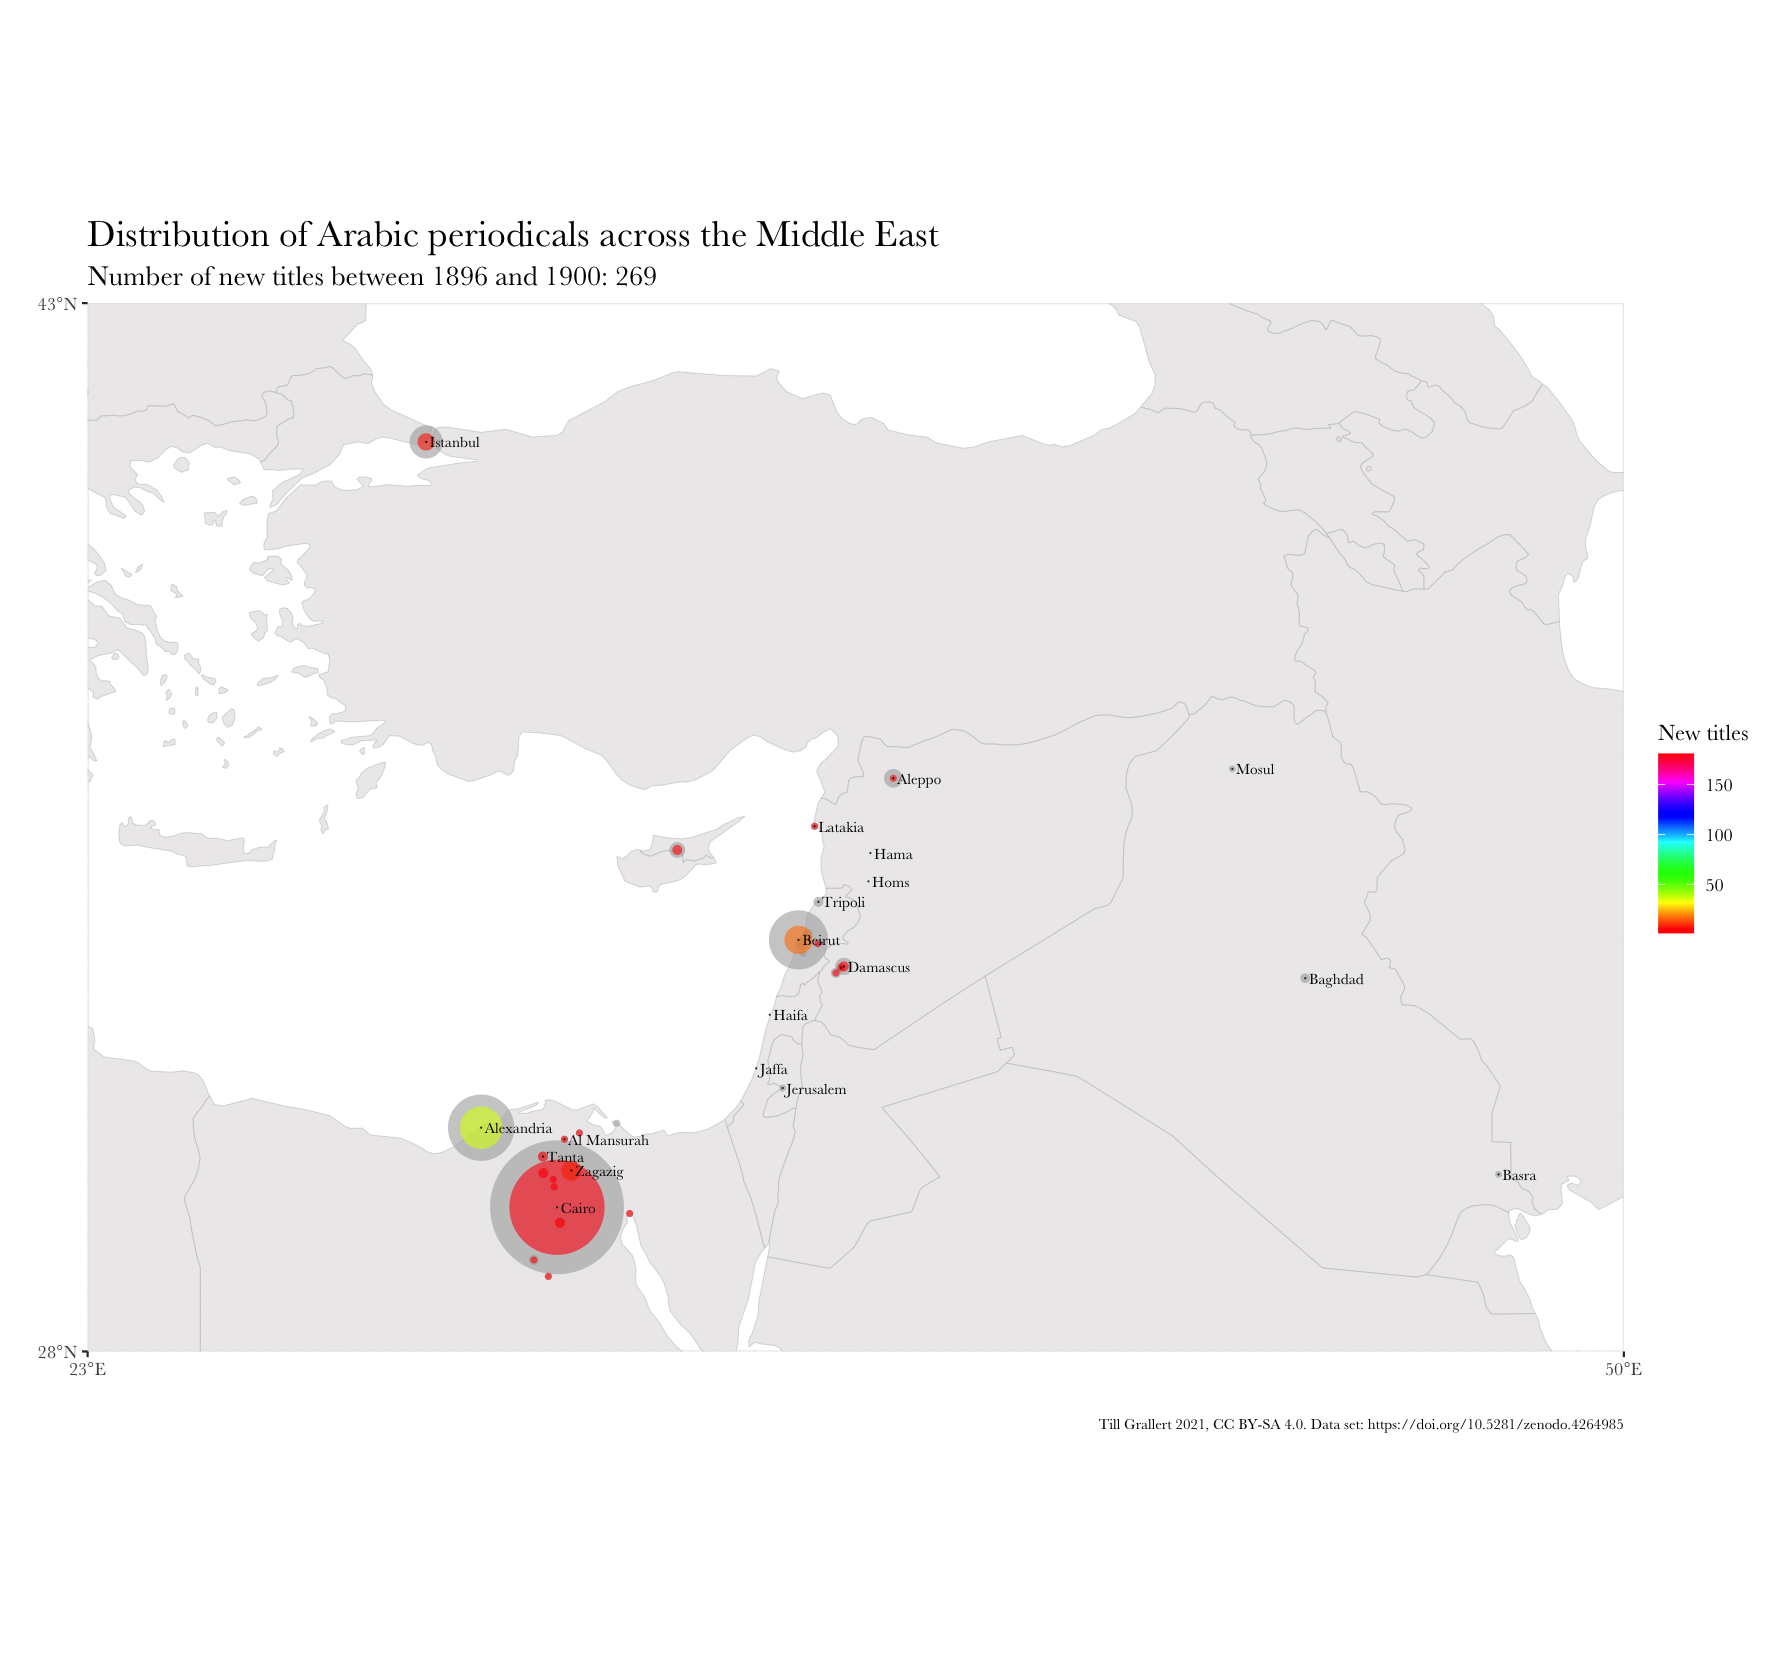 Distribution of Arabic periodicals across the Middle East
Number of new titles between 1896 and 1900: 269
43°N
Istanbul
New titles
Mosul
Aleppo
150
Latakia
100
Hama
Homs
50
Tripoli
Beirut
Damascus
Baghdad
Haifa
Jaffa
Jerusalem
Alexandria
Al Mansurah
Tanta
Zagazig
Basra
Cairo
28°N
23°E
50°E
Till Grallert 2021, CC BY-SA 4.0. Data set: https://doi.org/10.5281/zenodo.4264985